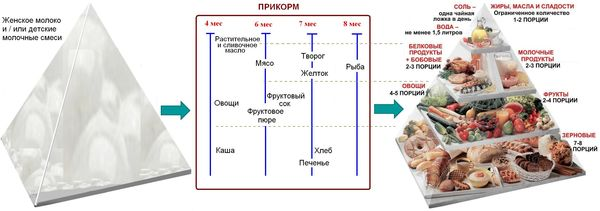 Женское молоко
и / или детские
молочные смеси
ПРИКОРМ
4 мес
6 мес
7 мес
8 мес
Растительное
и сливочное
масло
Мясо
Творог
Желток
Рыба
Овощи
Фруктовый
сок
Фруктовое
пюре
Каша
Хлеб
Печенье
СОЛЬ -
одна чайная
ложка в день
ВОДА –
не менее 1,5 литров
ЖИРЫ, МАСЛА И СЛАДОСТИ
Ограниченное количество
1-2 ПОРЦИИ
БЕЛКОВЫЕ
ПРОДУКТЫ
+ БОБОВЫЕ
2-3 ПОРЦИИ
МОЛОЧНЫЕ
ПРОДУКТЫ
2-3 ПОРЦИИ
ОВОЩИ
4-5 ПОРЦИЙ
ФРУКТЫ
2-4 ПОРЦИИ
ЗЕРНОВЫЕ
7-8
ПОРЦИЙ